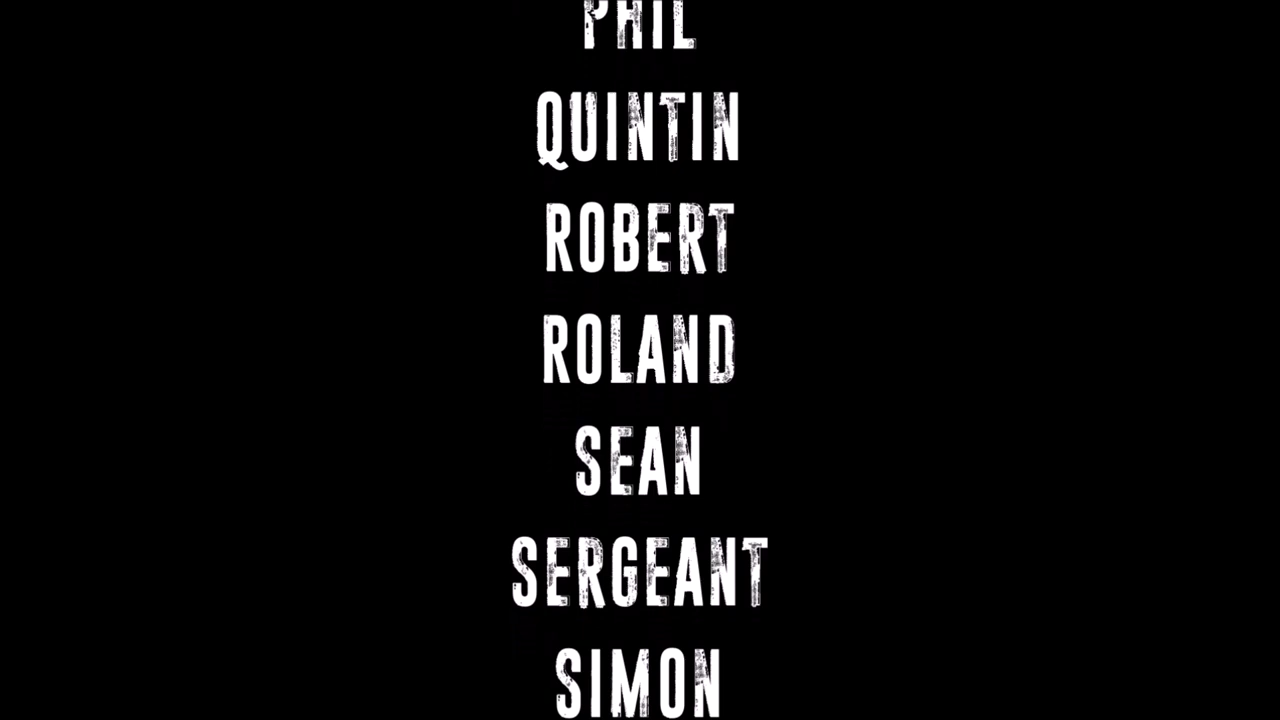 PHIL
QUINTIN
ROBERT
ROLAND
SEAN
SERGEANT
SIMON